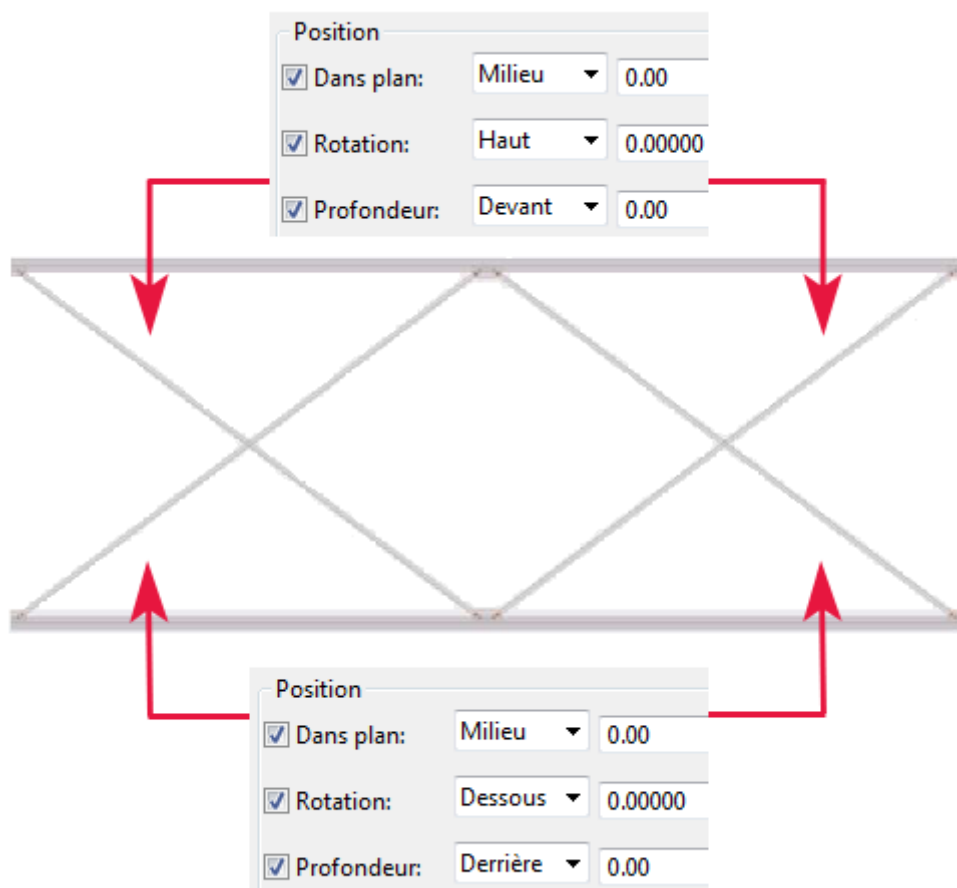 Position
Dans plan: Milieu 0.00
Rotation: Haut 0.00000
Profondeur: Devant 0.00
Position
Dans plan: Milieu 0.00
Rotation: Dessous 0.00000
Profondeur: Derrière 0.00